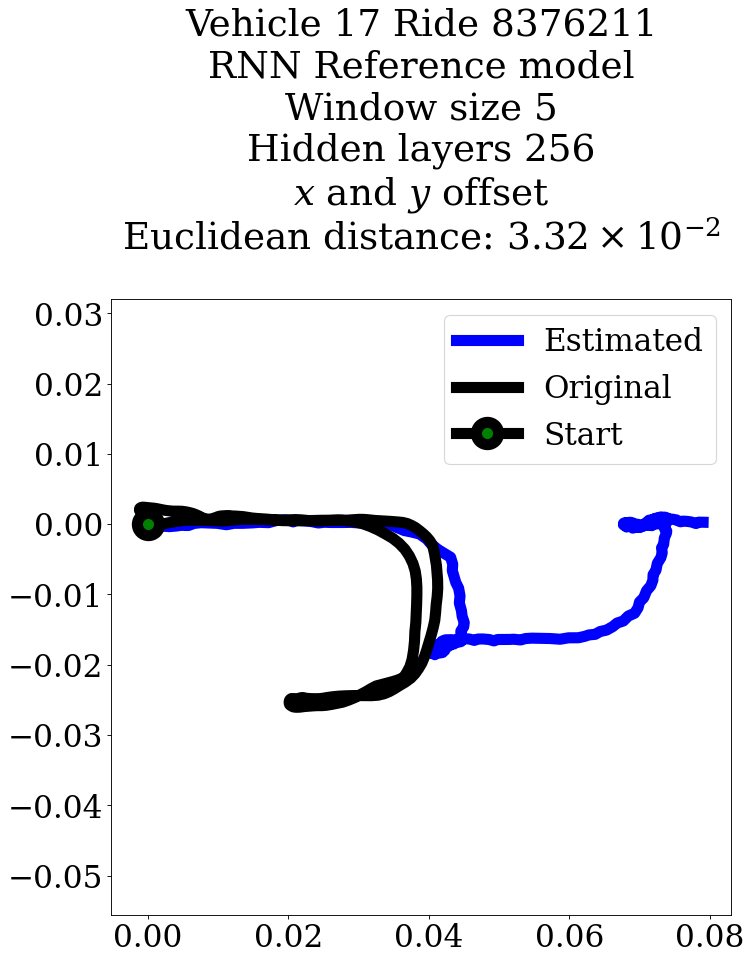 Vehicle 17 Ride 8376211
RNN Reference model
Window size 5
Hidden layers 256
x and y offset
Euclidean distance: 3.32 × 10⁻²
0.03
0.02
0.01
0.00
−0.01
−0.02
−0.03
−0.04
−0.05
Estimated
Original
Start
0.00 0.02 0.04 0.06 0.08